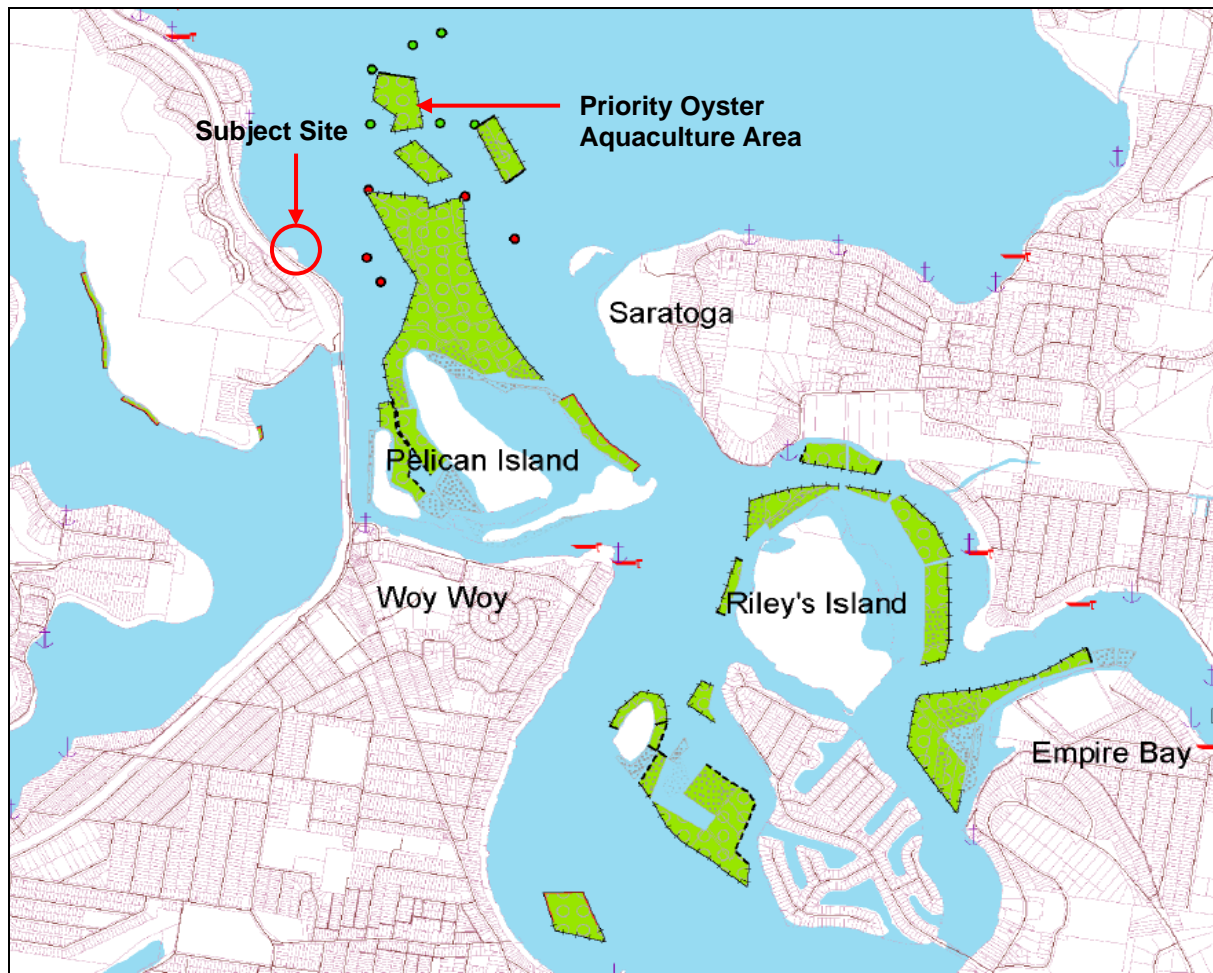 Priority Oyster
Aquaculture Area
Subject Site
Saratoga
Pelican Island
Woy Woy
Riley's Island
Empire Bay